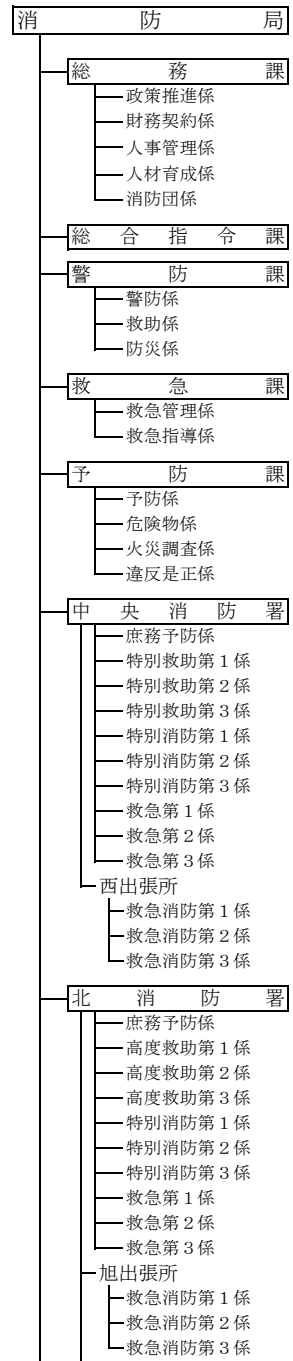 消防局
総務課
政策推進係
財務契約係
人事管理係
人材育成係
消防団係
総合指令課
警防課
警防係
救助係
防災係
救急課
救急管理係
救急指導係
予防課
予防係
危険物係
火災調査係
違反是正係
中央消防署
庶務予防係
特別救助第１係
特別救助第２係
特別救助第３係
特別消防第１係
特別消防第２係
特別消防第３係
救急第１係
救急第２係
救急第３係
西出張所
救急消防第１係
救急消防第２係
救急消防第３係
北消防署
庶務予防係
高度救助第１係
高度救助第２係
高度救助第３係
特別消防第１係
特別消防第２係
特別消防第３係
救急第１係
救急第２係
救急第３係
旭出張所
救急消防第１係
救急消防第２係
救急消防第３係